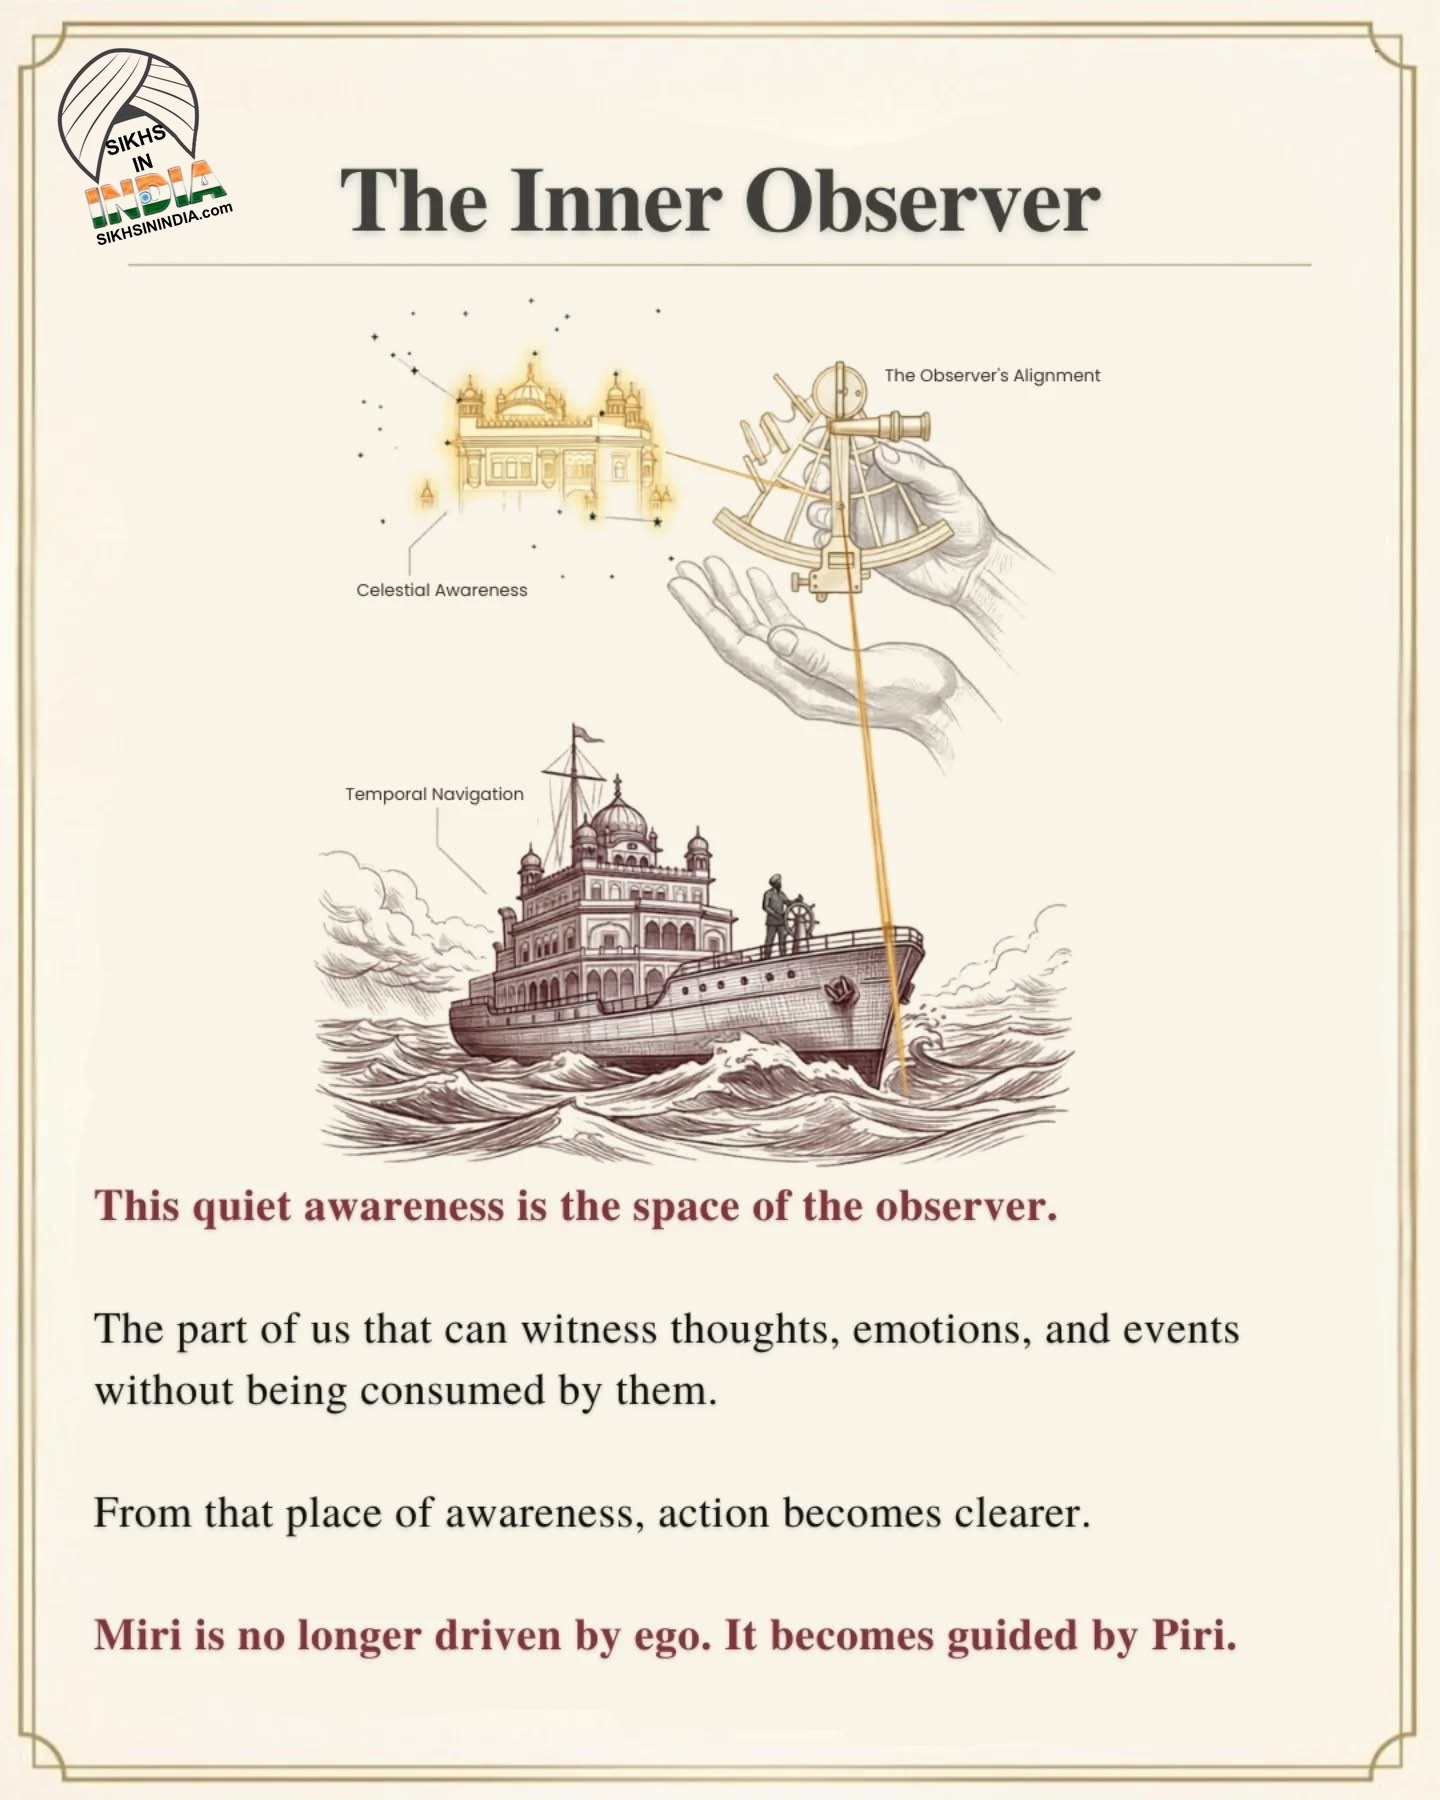 SIKHS
IN
INDIA
SIKHSININDIA.com
The Inner Observer
The Observer's Alignment
Celestial Awareness
Temporal Navigation
This quiet awareness is the space of the observer.
The part of us that can witness thoughts, emotions, and events
without being consumed by them.
From that place of awareness, action becomes clearer.
Miri is no longer driven by ego. It becomes guided by Piri.